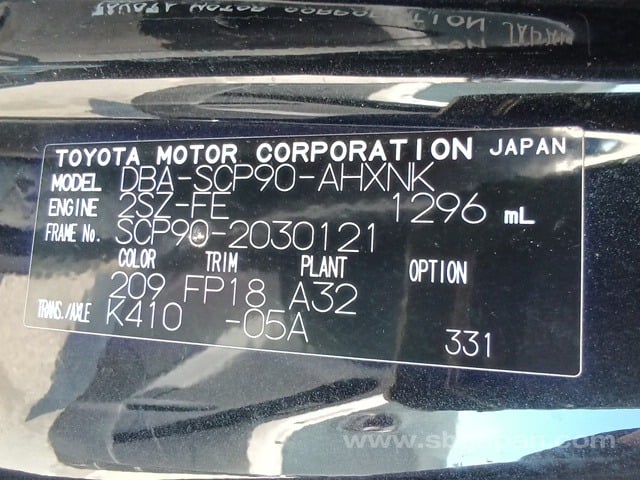 TOYOTA MOTOR CORPORATION JAPAN
MODEL DBA-SCP90-AHXNK
ENGINE 2SZ-FE 1296 mL
FRAME No. SCP90-2030121
COLOR TRIM PLANT OPTION
209 FP18 A32
TRANS./AXLE K410 -05A
331